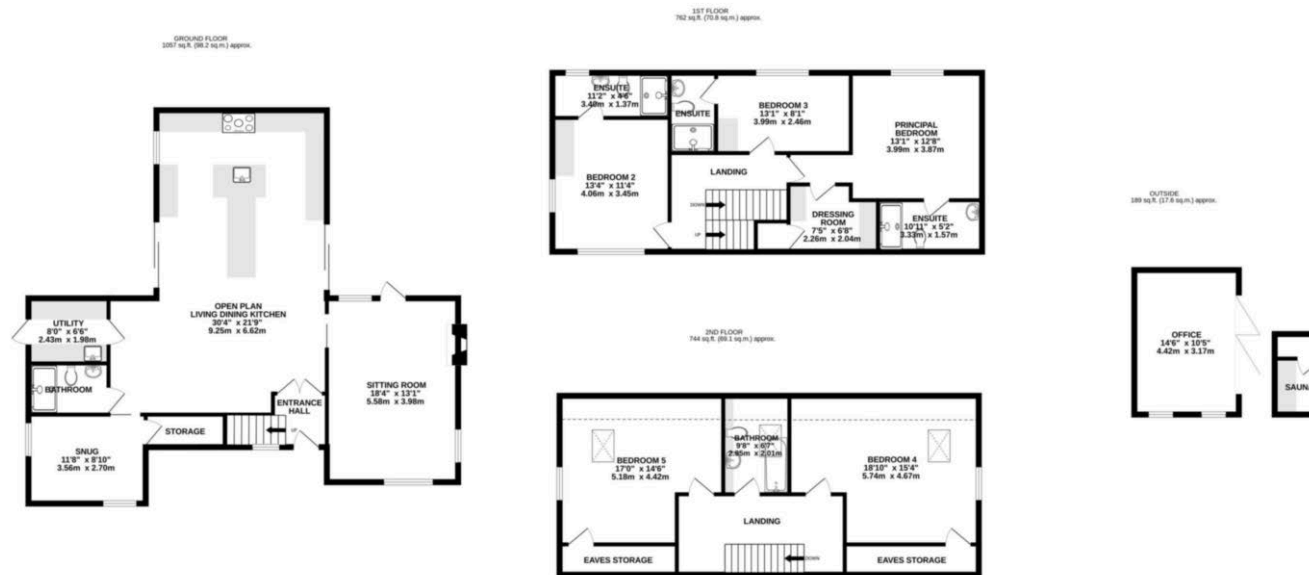 GROUND FLOOR
1057 sq.ft. (98.2 sq.m.) approx.
OPEN PLAN
LIVING DINING KITCHEN
30'4" x 21'9"
9.25m x 6.62m
UTILITY
8'0" x 6'6"
2.43m x 1.98m
BATHROOM
SNUG
11'8" x 8'10"
3.56m x 2.70m
STORAGE
ENTRANCE
HALL
UP
SITTING ROOM
18'4" x 13'1"
5.58m x 3.98m
1ST FLOOR
762 sq.ft. (70.8 sq.m.) approx.
ENSUITE
11'2" x 4'6"
3.40m x 1.37m
ENSUITE
BEDROOM 3
13'1" x 8'1"
3.99m x 2.46m
PRINCIPAL
BEDROOM
13'1" x 12'8"
3.99m x 3.87m
BEDROOM 2
13'4" x 11'4"
4.06m x 3.45m
LANDING
DOWN
UP
DRESSING
ROOM
7'5" x 6'8"
2.26m x 2.04m
ENSUITE
10'11" x 5'2"
3.33m x 1.57m
2ND FLOOR
744 sq.ft. (69.1 sq.m.) approx.
BEDROOM 5
17'0" x 14'6"
5.18m x 4.42m
BATHROOM
9'8" x 6'7"
2.95m x 2.01m
BEDROOM 4
18'10" x 15'4"
5.74m x 4.67m
LANDING
DOWN
EAVES STORAGE
EAVES STORAGE
OUTSIDE
189 sq.ft. (17.6 sq.m.) approx.
OFFICE
14'6" x 10'5"
4.42m x 3.17m
SAUN